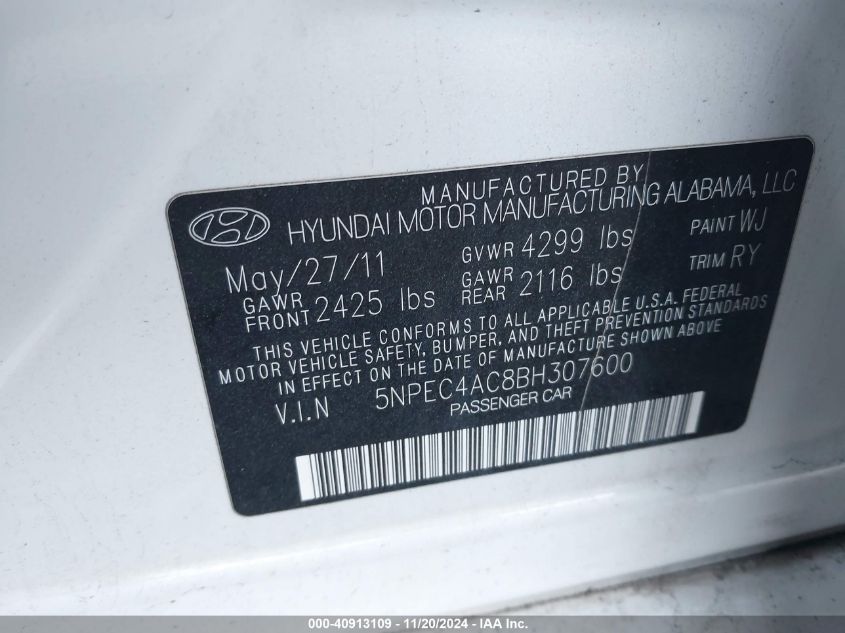 MANUFACTURED BY
HYUNDAI MOTOR MANUFACTURING ALABAMA, LLC
May/27/11 GVWR 4299 lbs PAINT WJ
GAWR FRONT 2425 lbs GAWR REAR 2116 lbs TRIM RY
THIS VEHICLE CONFORMS TO ALL APPLICABLE U.S.A. FEDERAL
MOTOR VEHICLE SAFETY, BUMPER, AND THEFT PREVENTION STANDARDS
IN EFFECT ON THE DATE OF MANUFACTURE SHOWN ABOVE
V.I.N 5NPEC4AC8BH307600
PASSENGER CAR
000-40913109 - 11/20/2024 - IAA Inc.